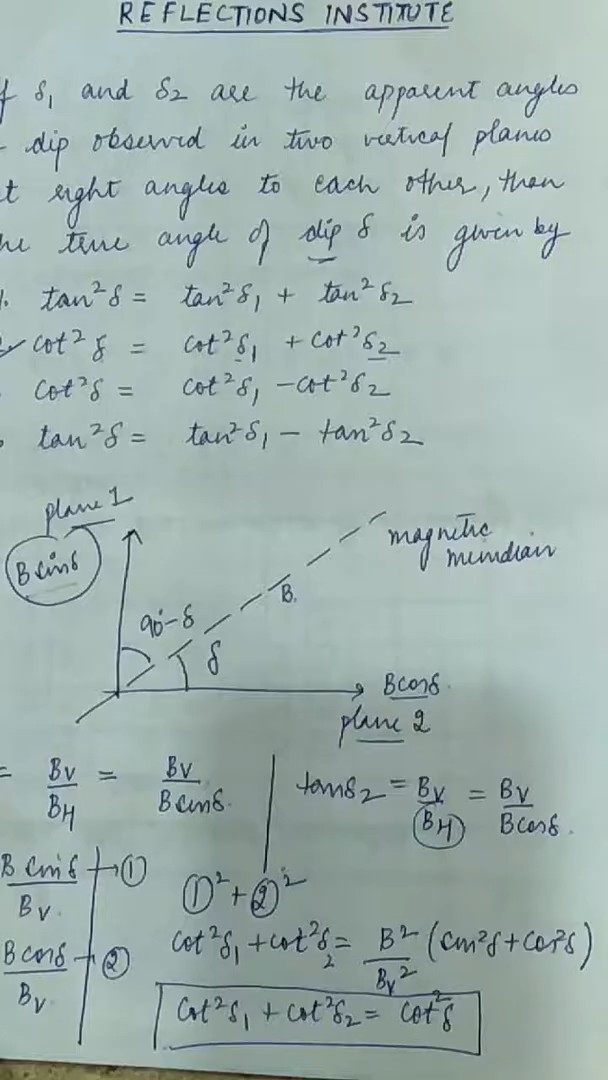 REFLECTIONS INSTITUTE
f δ₁ and δ₂ are the apparent angles
dip observed in two vertical planes
t right angles to each other, then
he true angle of dip δ is given by
tan²δ = tan²δ₁ + tan²δ₂
cot²δ = cot²δ₁ + cot²δ₂
cot²δ = cot²δ₁ - cot²δ₂
tan²δ = tan²δ₁ - tan²δ₂
plane 1
B sinδ
magnetic
meridian
B
90-δ
δ
B cosδ
plane 2
= Bv/BH = Bv/B sinδ
tanδ₂ = Bv/BH = Bv/B cosδ
B sinδ/Bv → ①
①² + ②²
B cosδ/Bv → ②
cot²δ₁ + cot²δ₂ = B²/Bv² (sin²δ + cos²δ)
cot²δ₁ + cot²δ₂ = cot²δ